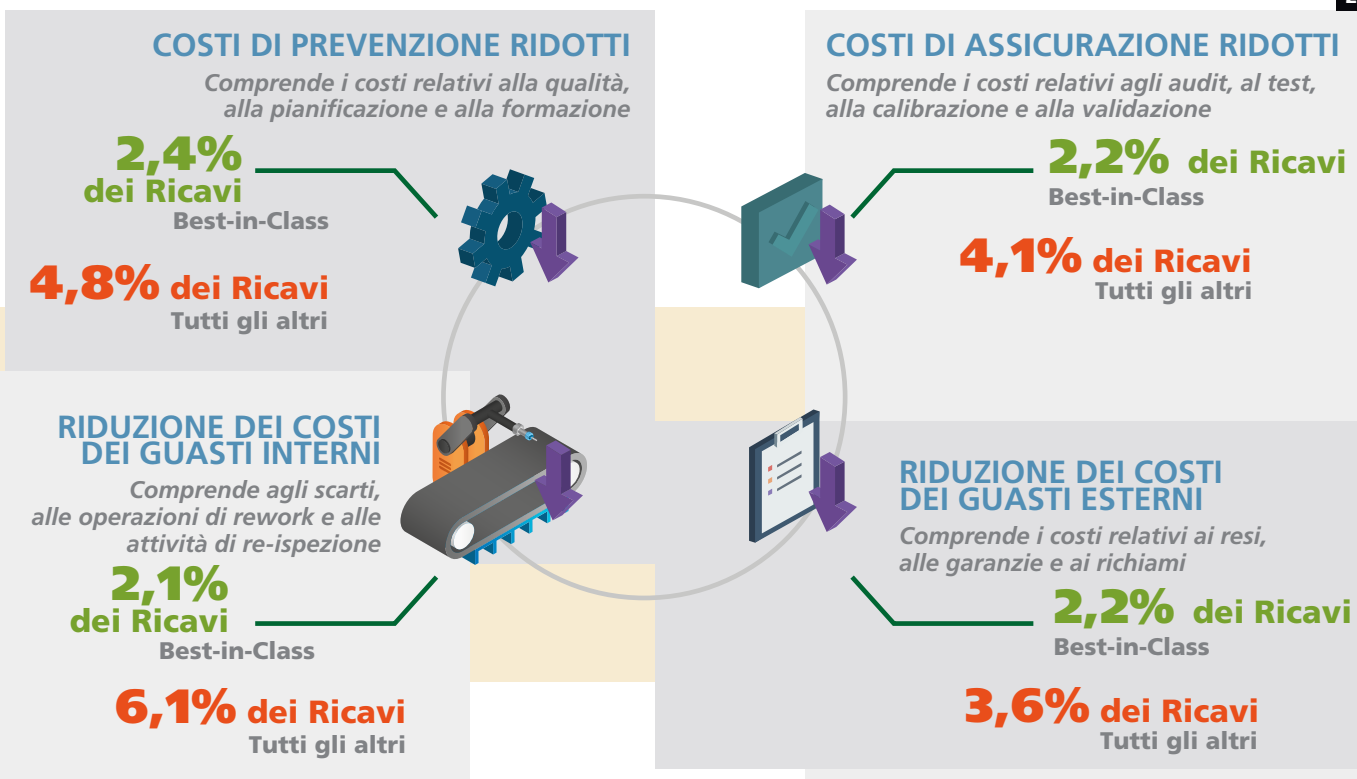 COSTI DI PREVENZIONE RIDOTTI
Comprende i costi relativi alla qualità,
alla pianificazione e alla formazione
2,4%
dei Ricavi
Best-in-Class
4,8% dei Ricavi
Tutti gli altri
COSTI DI ASSICURAZIONE RIDOTTI
Comprende i costi relativi agli audit, al test,
alla calibrazione e alla validazione
2,2% dei Ricavi
Best-in-Class
4,1% dei Ricavi
Tutti gli altri
RIDUZIONE DEI COSTI
DEI GUASTI INTERNI
Comprende agli scarti,
alle operazioni di rework e alle
attività di re-ispezione
2,1%
dei Ricavi
Best-in-Class
6,1% dei Ricavi
Tutti gli altri
RIDUZIONE DEI COSTI
DEI GUASTI ESTERNI
Comprende i costi relativi ai resi,
alle garanzie e ai richiami
2,2% dei Ricavi
Best-in-Class
3,6% dei Ricavi
Tutti gli altri